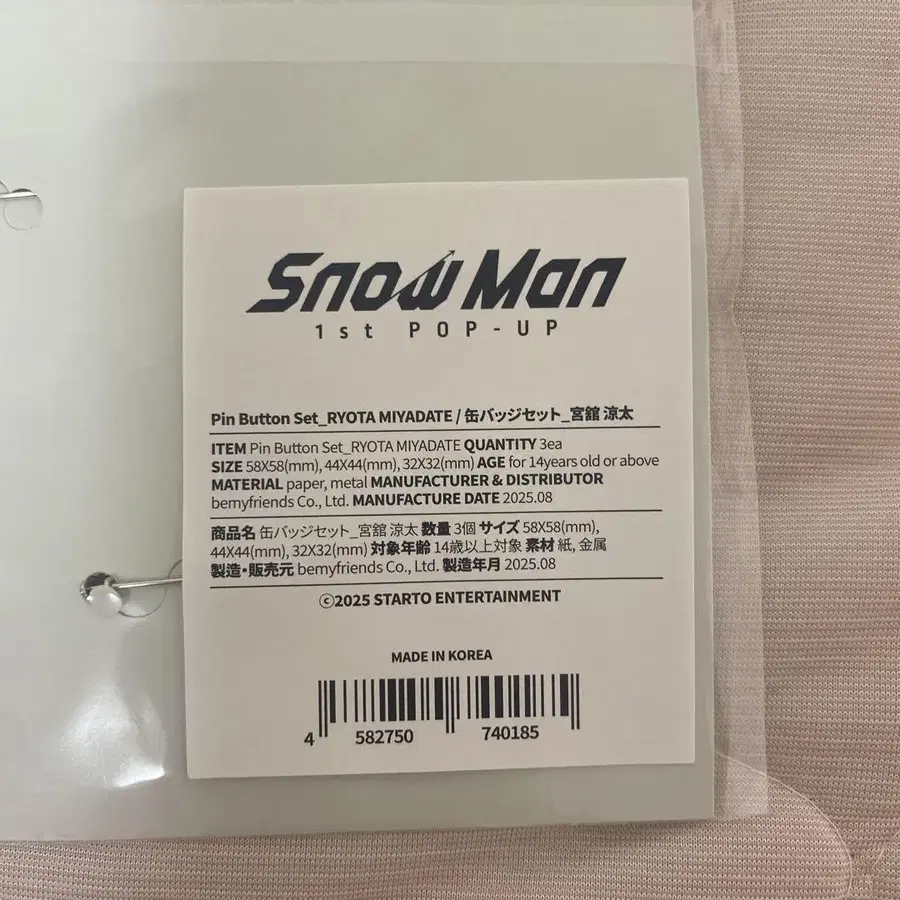 Snow Man
1st POP-UP
Pin Button Set_RYOTA MIYADATE / 缶バッジセット_宮舘 涼太
ITEM Pin Button Set_RYOTA MIYADATE QUANTITY 3ea
SIZE 58X58(mm), 44X44(mm), 32X32(mm) AGE for 14years old or above
MATERIAL paper, metal MANUFACTURER & DISTRIBUTOR
bemyfriends Co., Ltd. MANUFACTURE DATE 2025.08
商品名 缶バッジセット_宮舘 涼太 数量 3個 サイズ 58X58(mm),
44X44(mm), 32X32(mm) 対象年齢 14歳以上対象 素材 紙, 金属
製造・販売元 bemyfriends Co., Ltd. 製造年月 2025.08
ⓒ2025 STARTO ENTERTAINMENT
MADE IN KOREA
4 582750 740185